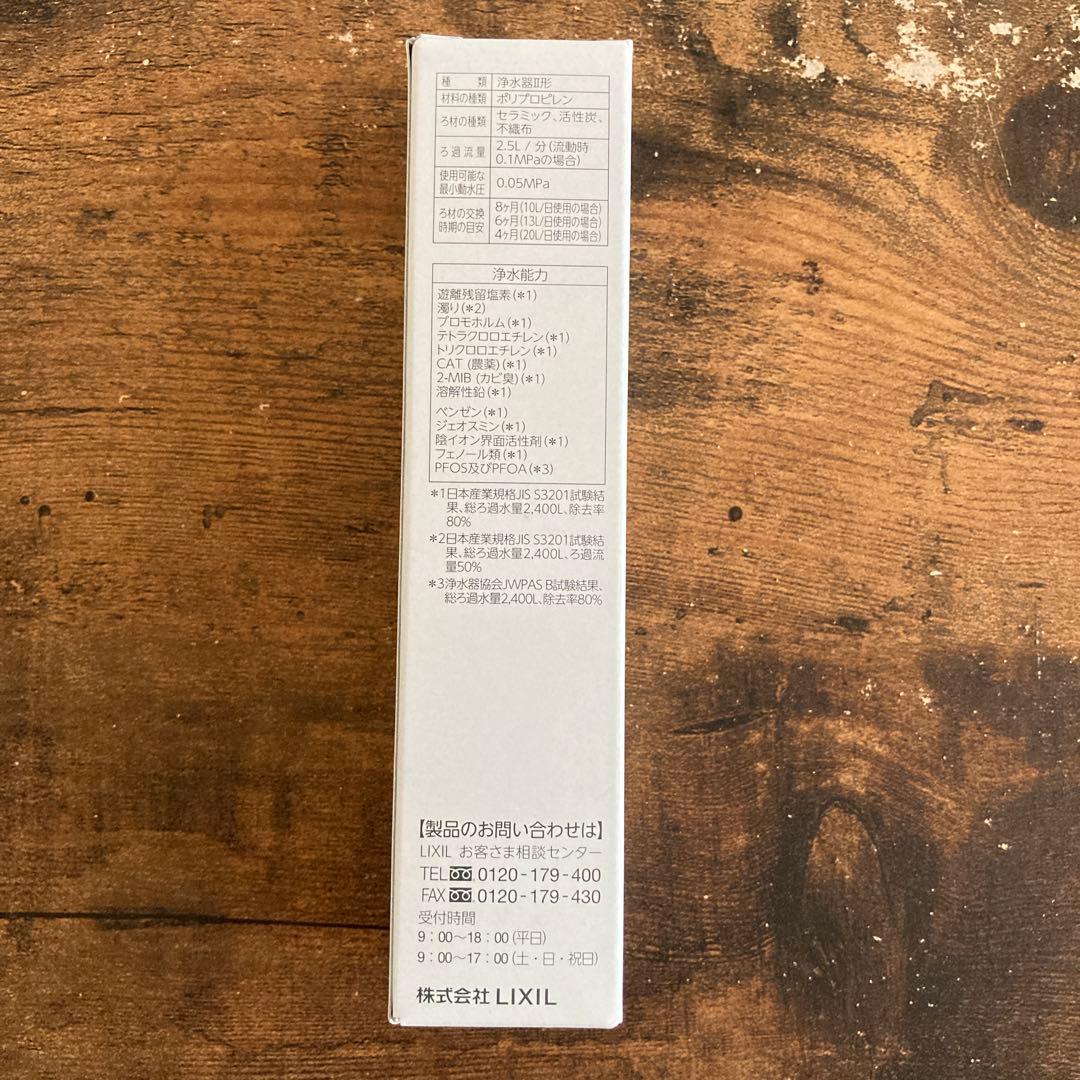 種類 浄水器II形
材料の種類 ポリプロピレン
ろ材の種類 セラミック、活性炭、
不織布
ろ過流量 2.5L / 分(流動時
0.1MPaの場合)
使用可能な
最小動水圧 0.05MPa
ろ材の交換
時期の目安 8ヶ月(10L/日使用の場合)
6ヶ月(13L/日使用の場合)
4ヶ月(20L/日使用の場合)
浄水能力
遊離残留塩素(*1)
濁り(*2)
ブロモホルム(*1)
テトラクロロエチレン(*1)
トリクロロエチレン(*1)
CAT (農薬)(*1)
2-MIB (カビ臭)(*1)
溶解性鉛(*1)
ベンゼン(*1)
ジェオスミン(*1)
陰イオン界面活性剤(*1)
フェノール類(*1)
PFOS及びPFOA(*3)
*1日本産業規格JIS S3201試験結
果、総ろ過水量2,400L、除去率
80%
*2日本産業規格JIS S3201試験結
果、総ろ過水量2,400L、ろ過流
量50%
*3浄水器協会JWPAS B試験結果、
総ろ過水量2,400L、除去率80%
【製品のお問い合わせは】
LIXIL お客さま相談センター
TEL 0120-179-400
FAX 0120-179-430
受付時間
9:00〜18:00 (平日)
9:00〜17:00 (土・日・祝日)
株式会社 LIXIL